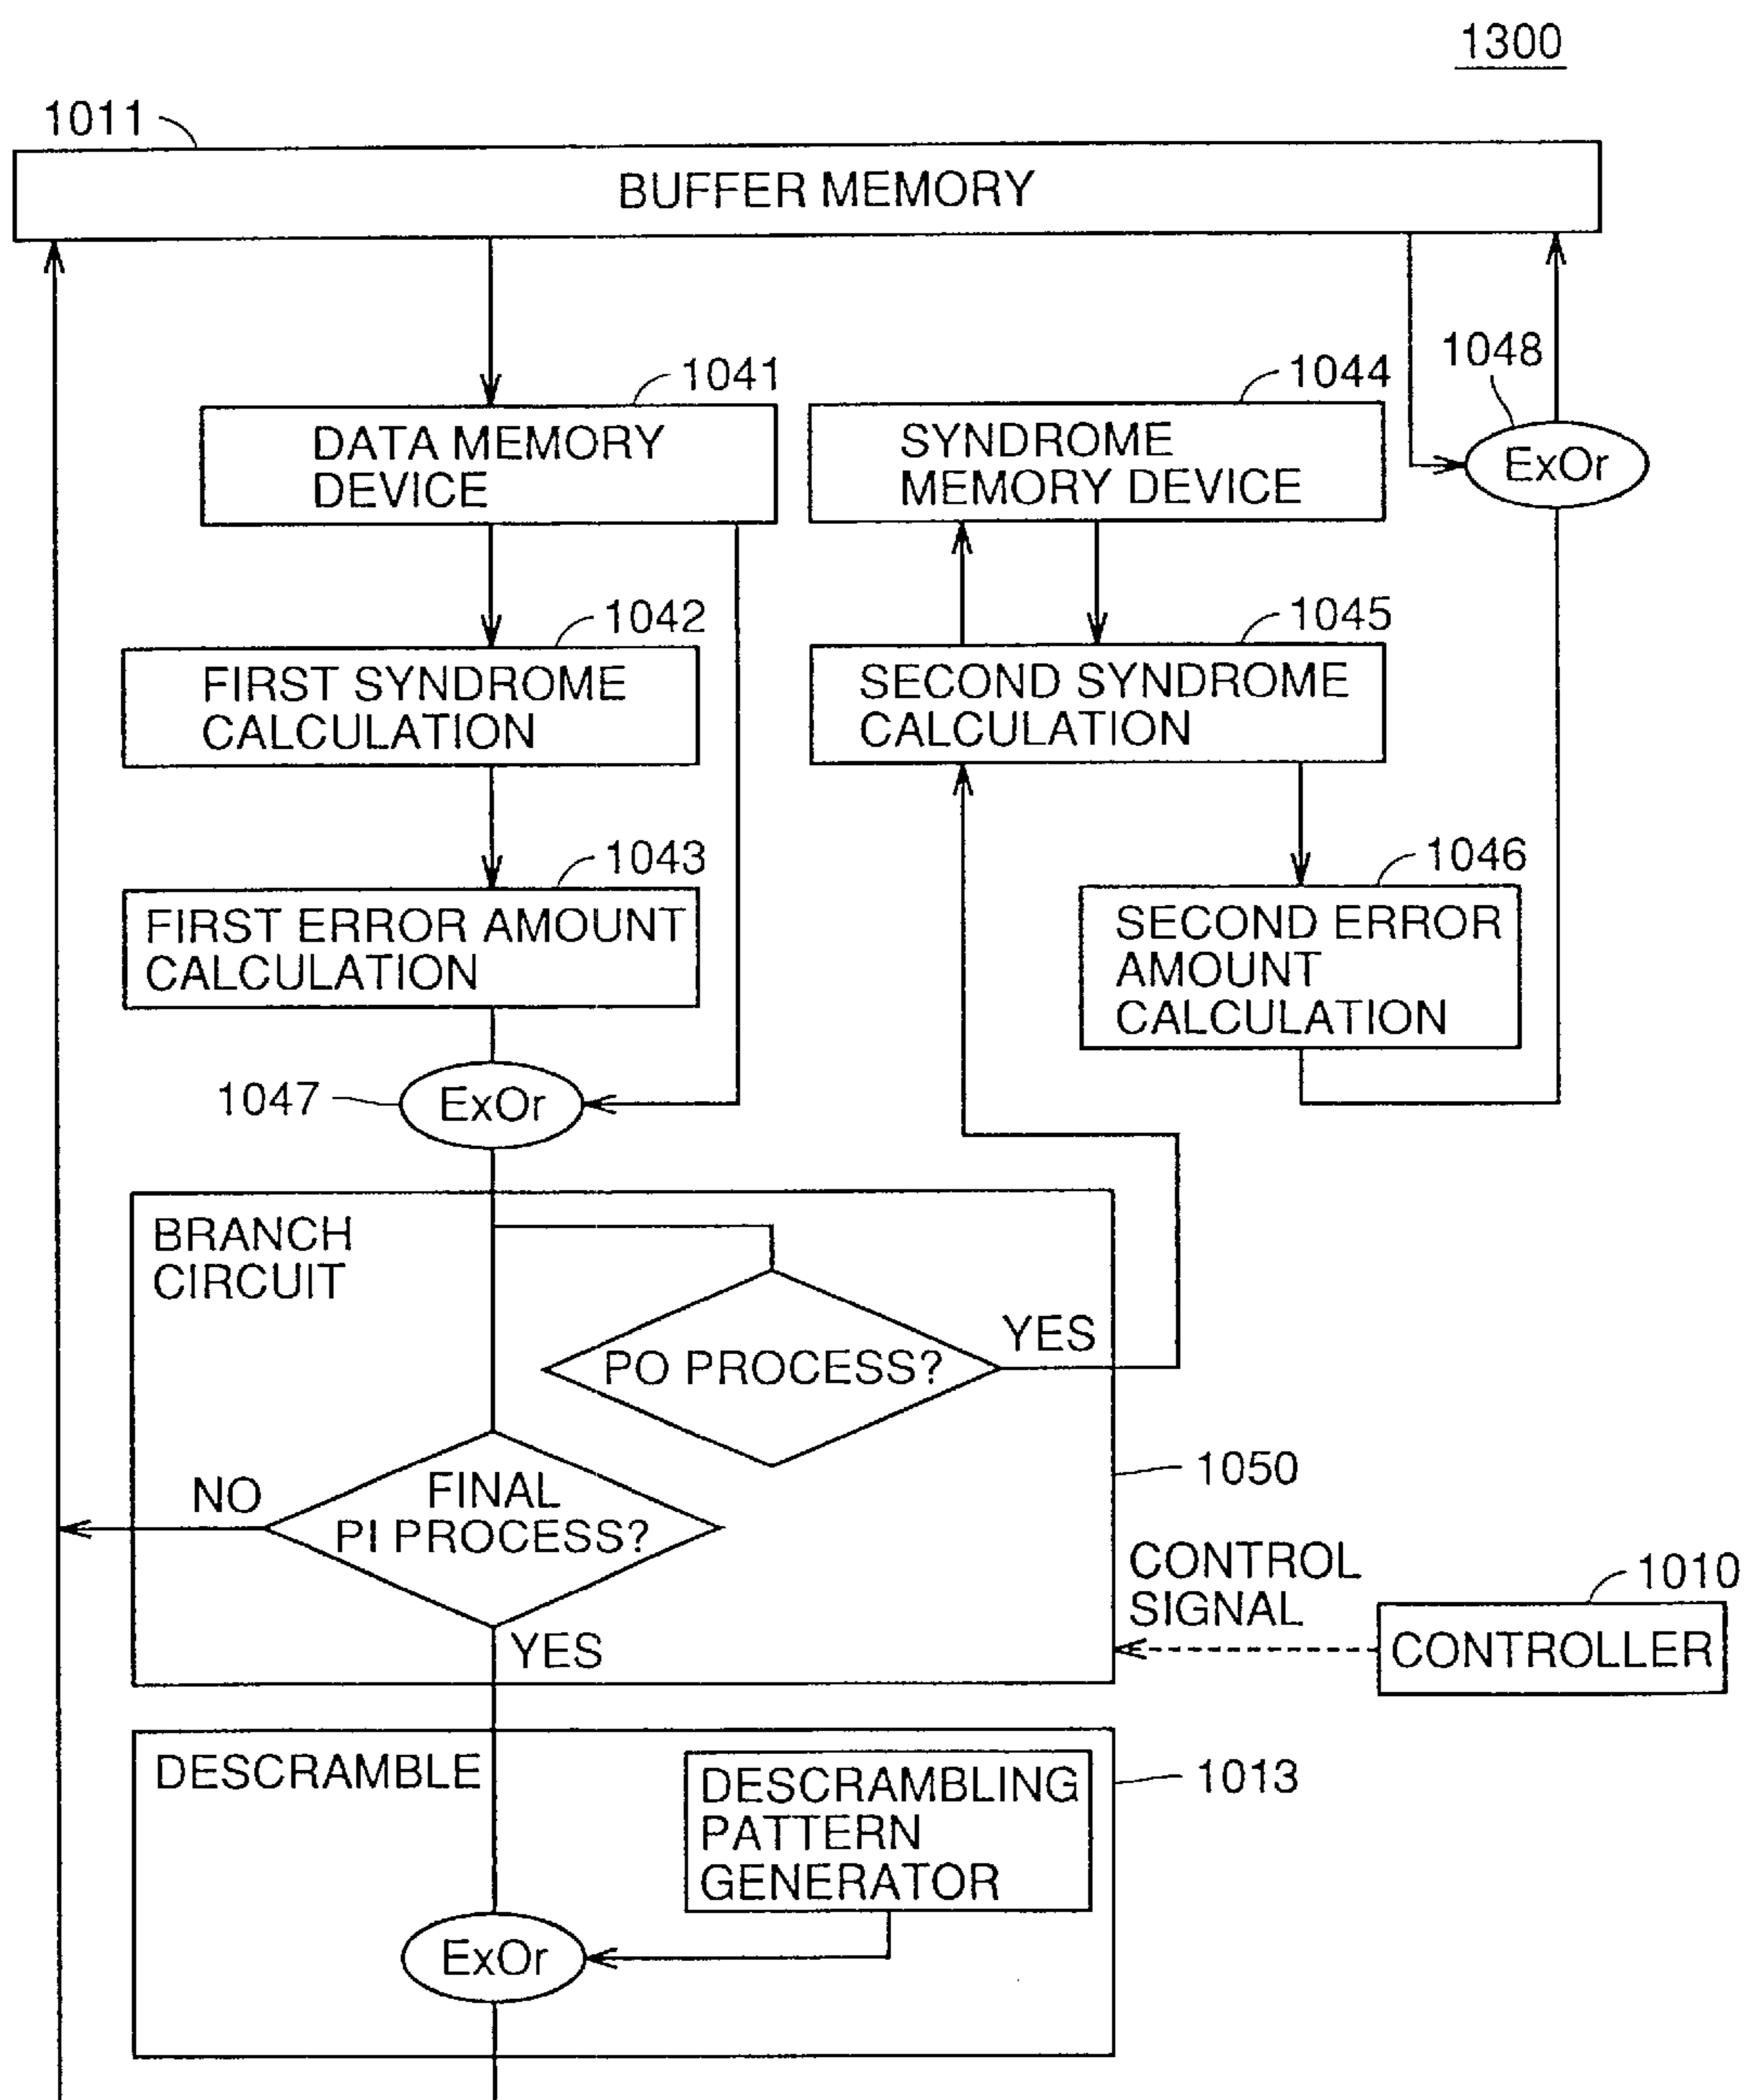 1300
1011
BUFFER MEMORY
1048
ExOr
1041
DATA MEMORY
DEVICE
1044
SYNDROME
MEMORY DEVICE
1042
FIRST SYNDROME
CALCULATION
1045
SECOND SYNDROME
CALCULATION
1043
FIRST ERROR AMOUNT
CALCULATION
1046
SECOND ERROR
AMOUNT
CALCULATION
1047
ExOr
BRANCH
CIRCUIT
PO PROCESS?
YES
1050
NO
FINAL
PI PROCESS?
YES
CONTROL
SIGNAL
1010
CONTROLLER
DESCRAMBLE
DESCRAMBLING
PATTERN
GENERATOR
1013
ExOr